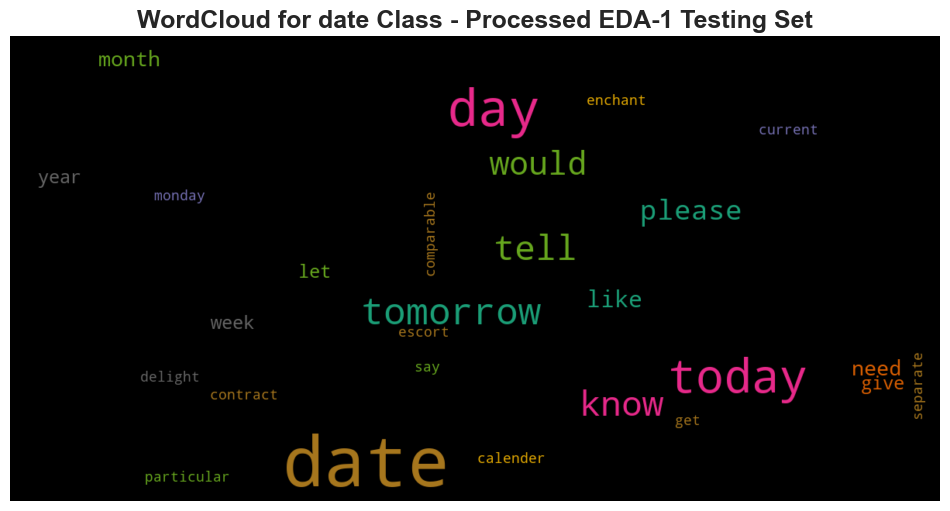 WordCloud for date Class - Processed EDA-1 Testing Set
month
day
enchant
current
would
year
monday
comparable
please
tell
let
like
tomorrow
week
escort
say
today
need
give
separate
delight
contract
know
get
date
calender
particular